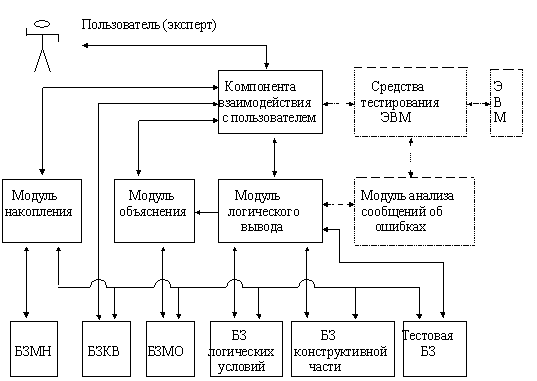 Пользователь (эксперт)
Компонента
взаимодействия
с пользователем
Средства
тестирования
ЭВМ
Э
В
М
Модуль
накопления
Модуль
объяснения
Модуль
логического
вывода
Модуль анализа
сообщений об
ошибках
БЗМН
БЗКВ
БЗМО
БЗ
логических
условий
БЗ
конструктивной
части
Тестовая
БЗ